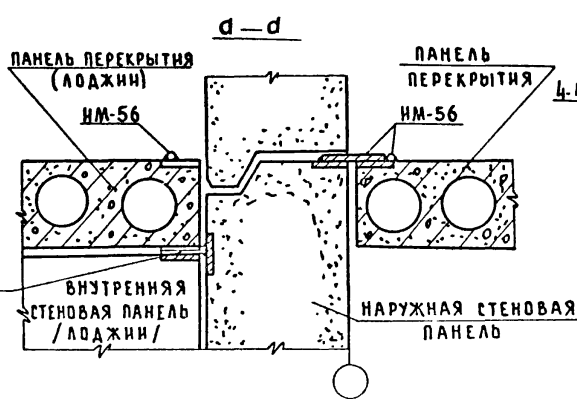 d — d
ПАНЕЛЬ ПЕРЕКРЫТИЯ
(ЛОДЖИИ)
НМ-56
ПАНЕЛЬ
ПЕРЕКРЫТИЯ
НМ-56
ВНУТРЕННЯЯ
СТЕНОВАЯ ПАНЕЛЬ
/ЛОДЖИИ/
НАРУЖНАЯ СТЕНОВАЯ
ПАНЕЛЬ